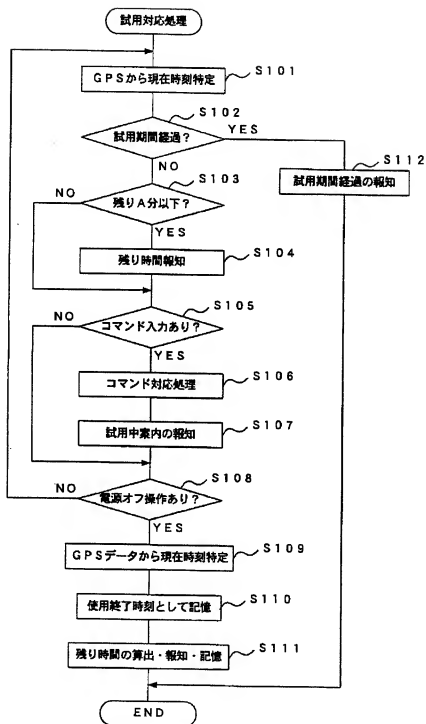 試用対応処理
GPSから現在時刻特定
S101
S102
試用期間経過?
YES
NO
S112
試用期間経過の報知
S103
NO
残りA分以下?
YES
S104
残り時間報知
S105
NO
コマンド入力あり?
YES
S106
コマンド対応処理
S107
試用中案内の報知
S108
NO
電源オフ操作あり?
YES
S109
GPSデータから現在時刻特定
S110
使用終了時刻として記憶
S111
残り時間の算出・報知・記憶
END